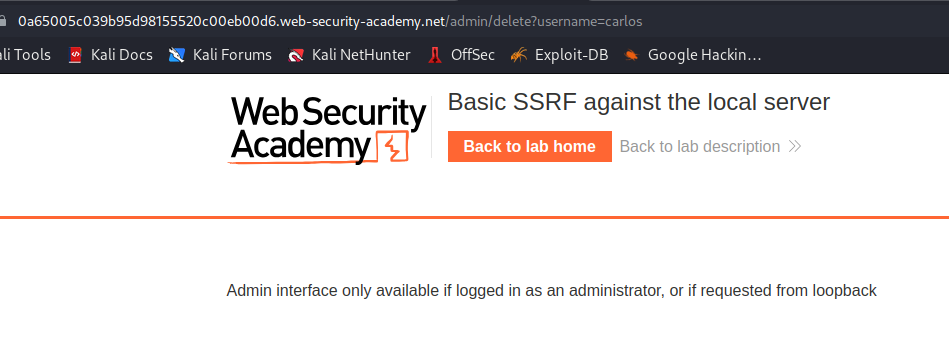 0a65005c039b95d98155520c00eb00d6.web-security-academy.net/admin/delete?username=carlos
ali Tools Kali Docs Kali Forums Kali NetHunter OffSec Exploit-DB Google Hackin…
Web Security
Academy
Basic SSRF against the local server
Back to lab home Back to lab description
Admin interface only available if logged in as an administrator, or if requested from loopback